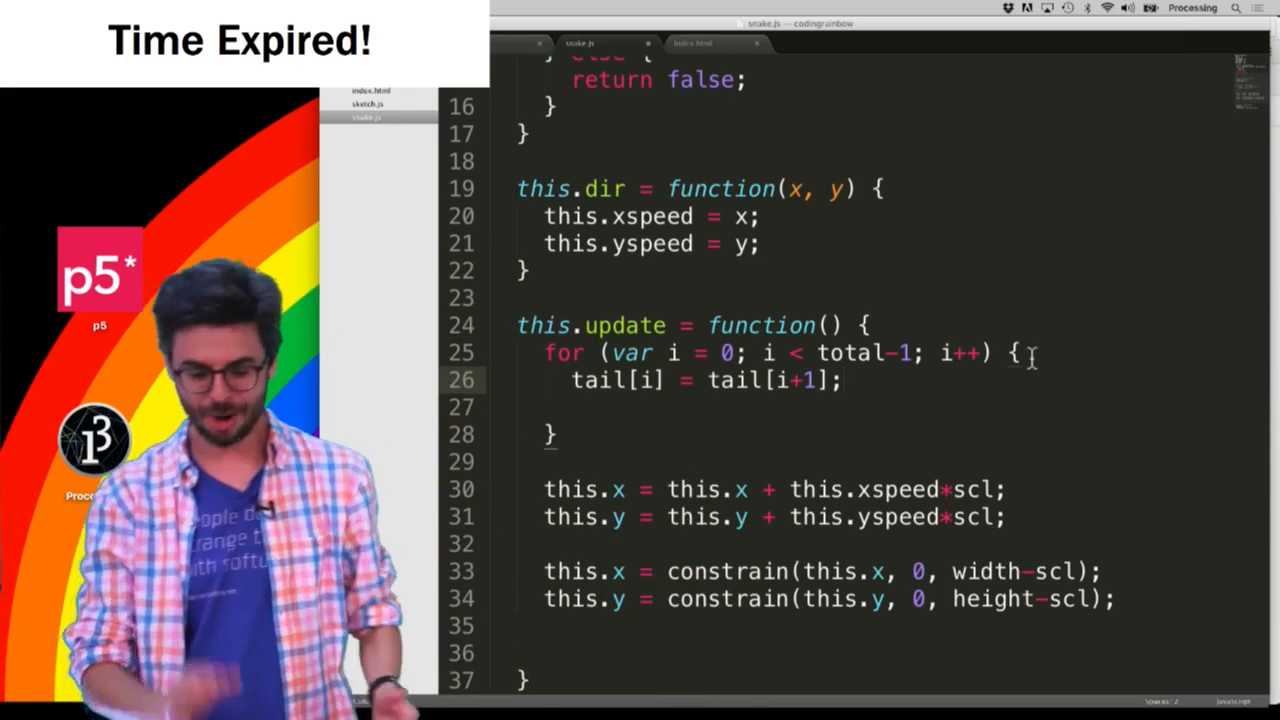 Time Expired!
Processing
snake.js — codingrainbow
snake.js
index.html
index.html
sketch.js
snake.js
} else {
return false;
16 }
17 }
18
19 this.dir = function(x, y) {
20 this.xspeed = x;
21 this.yspeed = y;
22 }
23
24 this.update = function() {
25 for (var i = 0; i < total-1; i++) {
26 tail[i] = tail[i+1];
27
28 }
29
30 this.x = this.x + this.xspeed*scl;
31 this.y = this.y + this.yspeed*scl;
32
33 this.x = constrain(this.x, 0, width-scl);
34 this.y = constrain(this.y, 0, height-scl);
35
36
37 }
p5*
p5
Proce
Spaces: 2
JavaScript